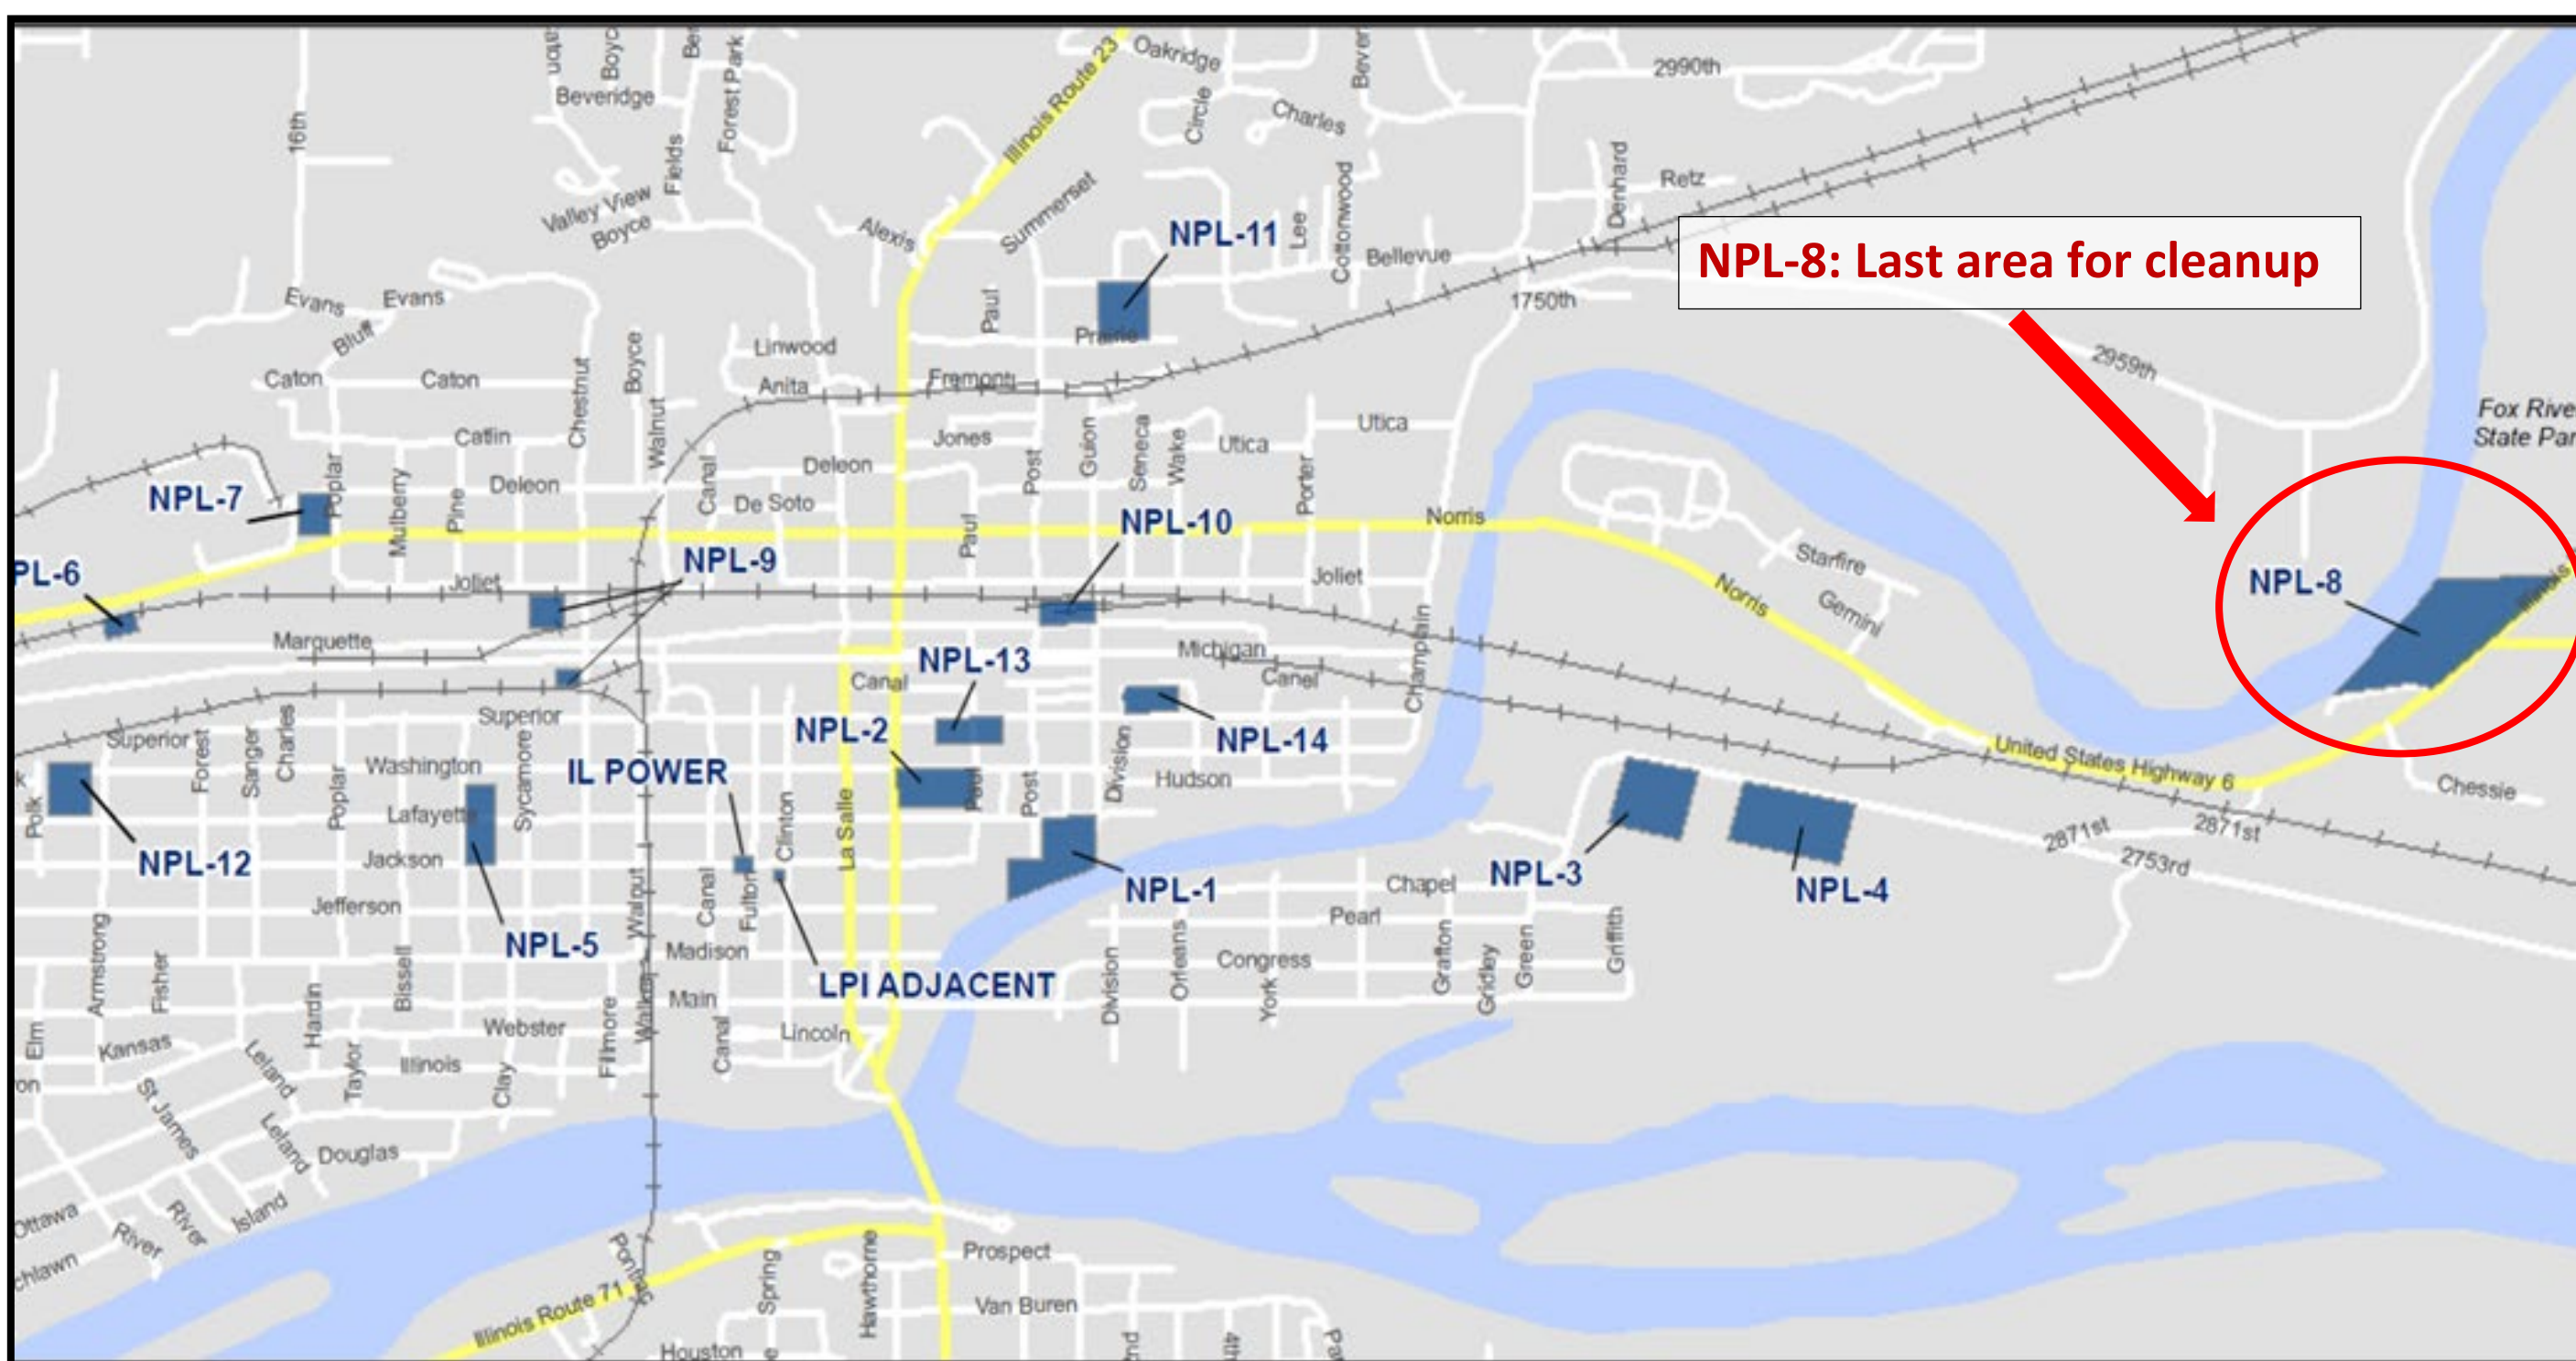 Oakridge
Illinois Route 23
2990th
Beveridge
Forest Park
Circle
Charles
16th
Fields
Denhard
Retz
Valley View
Boyce
Alexis
Summerset
NPL-11
Lee
Cottonwood
Bellevue
NPL-8: Last area for cleanup
Evans
Evans
Bluff
Paul
1750th
Prairie
Linwood
Boyce
Caton
Caton
Chestnut
Anita
Fremont
2959th
Fox Rive
State Par
Walnut
Catlin
Jones
Guion
Seneca
Wake
Utica
Utica
Deleon
Post
Canal
De Soto
Deleon
Porter
NPL-7
Poplar
Mulberry
Pine
Paul
NPL-10
Norris
PL-6
NPL-9
Joliet
Joliet
Starfire
Gemini
Norris
NPL-8
Illinois
Marquette
NPL-13
Michigan
Canel
Champlain
Canal
Superior
Superior
NPL-2
NPL-14
Forest
Sanger
Charles
Washington
Sycamore
IL POWER
Division
Hudson
United States Highway 6
Chessie
Polk
Poplar
Lafayette
Clinton
La Salle
Paul
Post
2871st
2871st
2753rd
NPL-12
Jackson
NPL-1
Chapel
NPL-3
NPL-4
Jefferson
Walnut
Canal
Fulton
Pearl
NPL-5
Madison
Congress
Armstrong
Fisher
Bissell
LPI ADJACENT
Division
Orleans
York
Grafton
Gridley
Green
Griffith
Hardin
Main
Webster
Fillmore
Walker
Canal
Lincoln
Elm
Kansas
Leland
Taylor
Illinois
Clay
on
St James
Leland
Douglas
Ottawa
River
River
Island
chlawn
Pontiac
Prospect
Illinois Route 71
Spring
Hawthorne
Van Buren
Houston